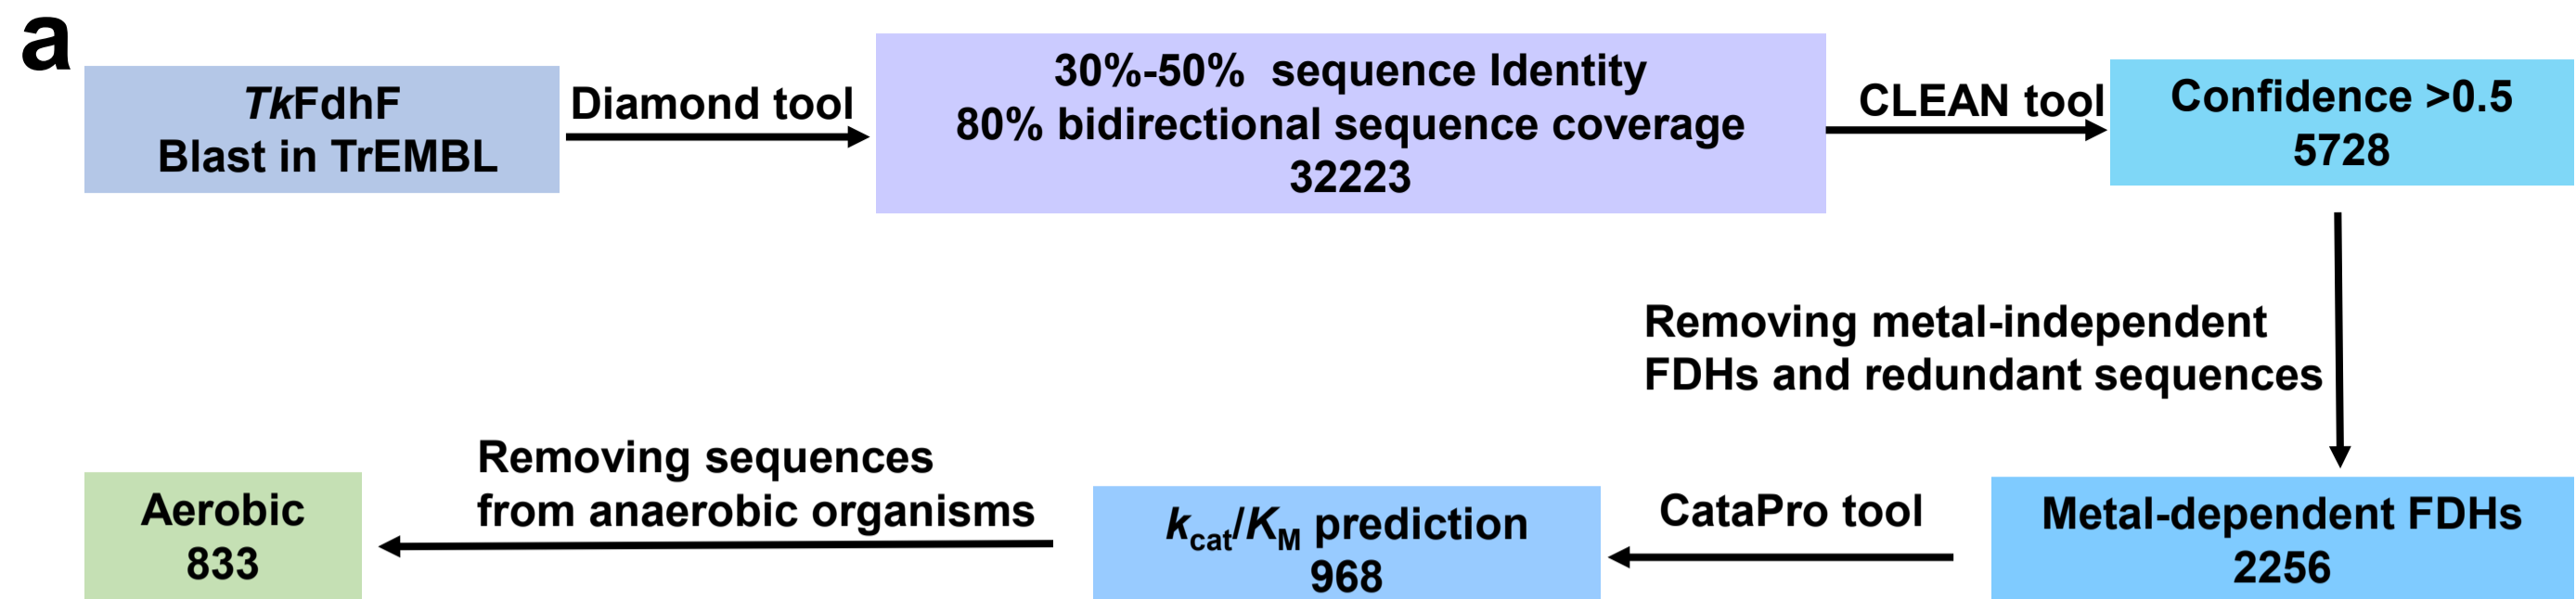 a
TkFdhF
Blast in TrEMBL
Diamond tool
30%-50% sequence Identity
80% bidirectional sequence coverage
32223
CLEAN tool
Confidence >0.5
5728
Removing metal-independent
FDHs and redundant sequences
Metal-dependent FDHs
2256
CataPro tool
kcat/KM prediction
968
Removing sequences
from anaerobic organisms
Aerobic
833